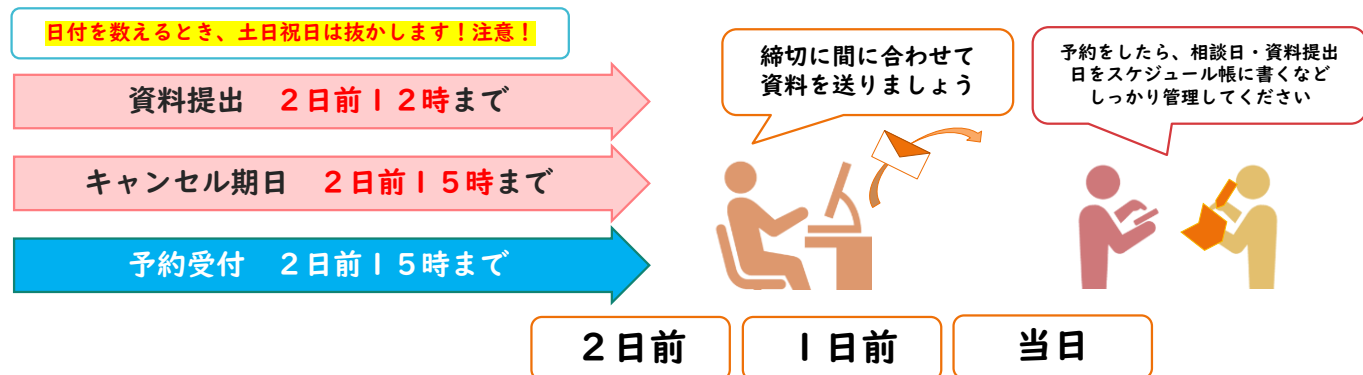 日付を数えるとき、土日祝日は抜かします！注意！
資料提出　２日前１２時まで
キャンセル期日　２日前１５時まで
予約受付　２日前１５時まで
締切に間に合わせて
資料を送りましょう
予約をしたら、相談日・資料提出
日をスケジュール帳に書くなど
しっかり管理してください
２日前
１日前
当日